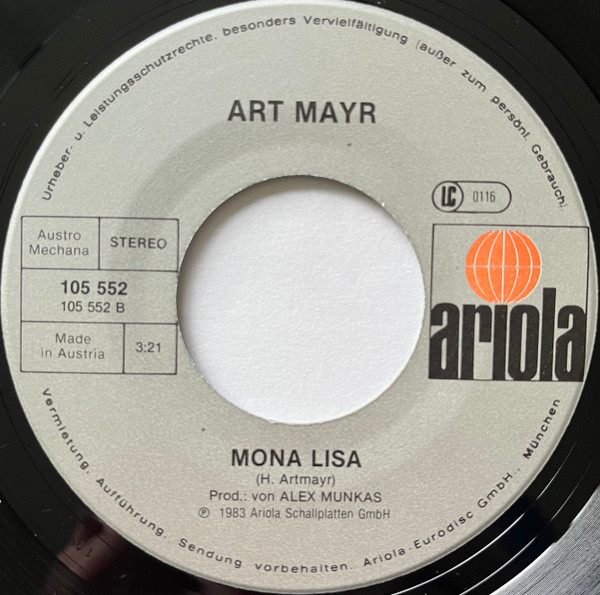 Urheber- u. Leistungsschutzrechte, besonders Vervielfältigung (außer zum persönl. Gebrauch)
ART MAYR
LC 0116
Austro
Mechana
STEREO
105 552
105 552 B
Made
in Austria
3:21
ariola
MONA LISA
(H. Artmayr)
Prod.: von ALEX MUNKAS
℗ 1983 Ariola Schallplatten GmbH
Vermietung, Aufführung, Sendung vorbehalten. Ariola-Eurodisc GmbH., München